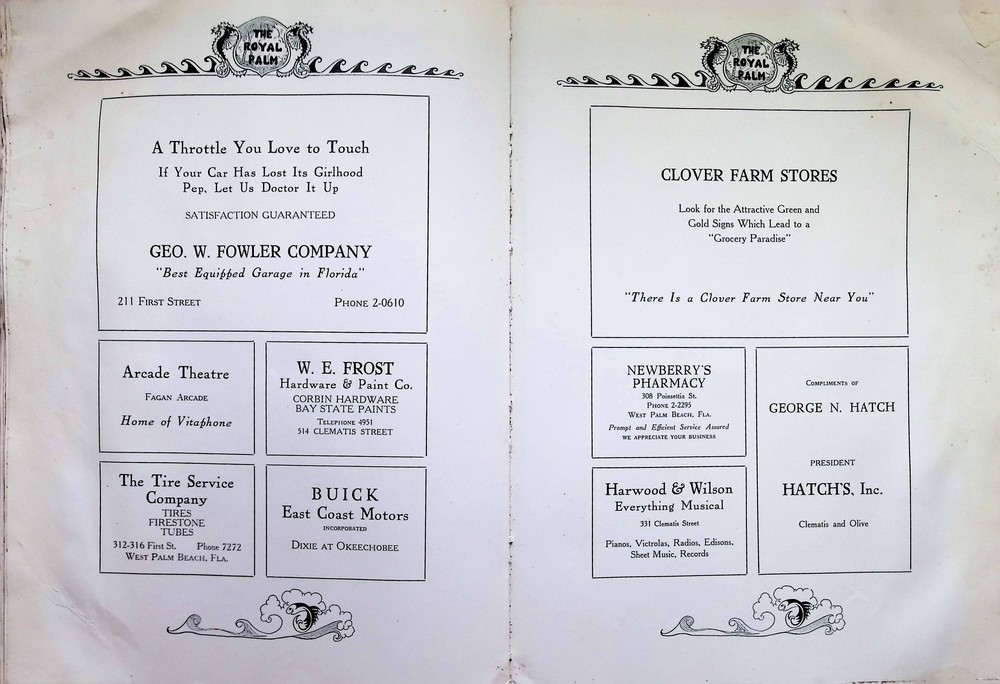 THE
ROYAL
PALM
A Throttle You Love to Touch
If Your Car Has Lost Its Girlhood
Pep, Let Us Doctor It Up
SATISFACTION GUARANTEED
GEO. W. FOWLER COMPANY
"Best Equipped Garage in Florida"
211 FIRST STREET PHONE 2-0610
Arcade Theatre
FAGAN ARCADE
Home of Vitaphone
W. E. FROST
Hardware & Paint Co.
CORBIN HARDWARE
BAY STATE PAINTS
TELEPHONE 4951
514 CLEMATIS STREET
The Tire Service
Company
TIRES
FIRESTONE
TUBES
312-316 First St. Phone 7272
WEST PALM BEACH, FLA.
BUICK
East Coast Motors
INCORPORATED
DIXIE AT OKEECHOBEE
THE
ROYAL
PALM
CLOVER FARM STORES
Look for the Attractive Green and
Gold Signs Which Lead to a
"Grocery Paradise"
"There Is a Clover Farm Store Near You"
NEWBERRY'S
PHARMACY
308 Poinsettia St.
PHONE 2-2295
WEST PALM BEACH, FLA.
Prompt and Efficient Service Assured
WE APPRECIATE YOUR BUSINESS
Harwood & Wilson
Everything Musical
331 Clematis Street
Pianos, Victrolas, Radios, Edisons,
Sheet Music, Records
COMPLIMENTS OF
GEORGE N. HATCH
PRESIDENT
HATCH'S, Inc.
Clematis and Olive